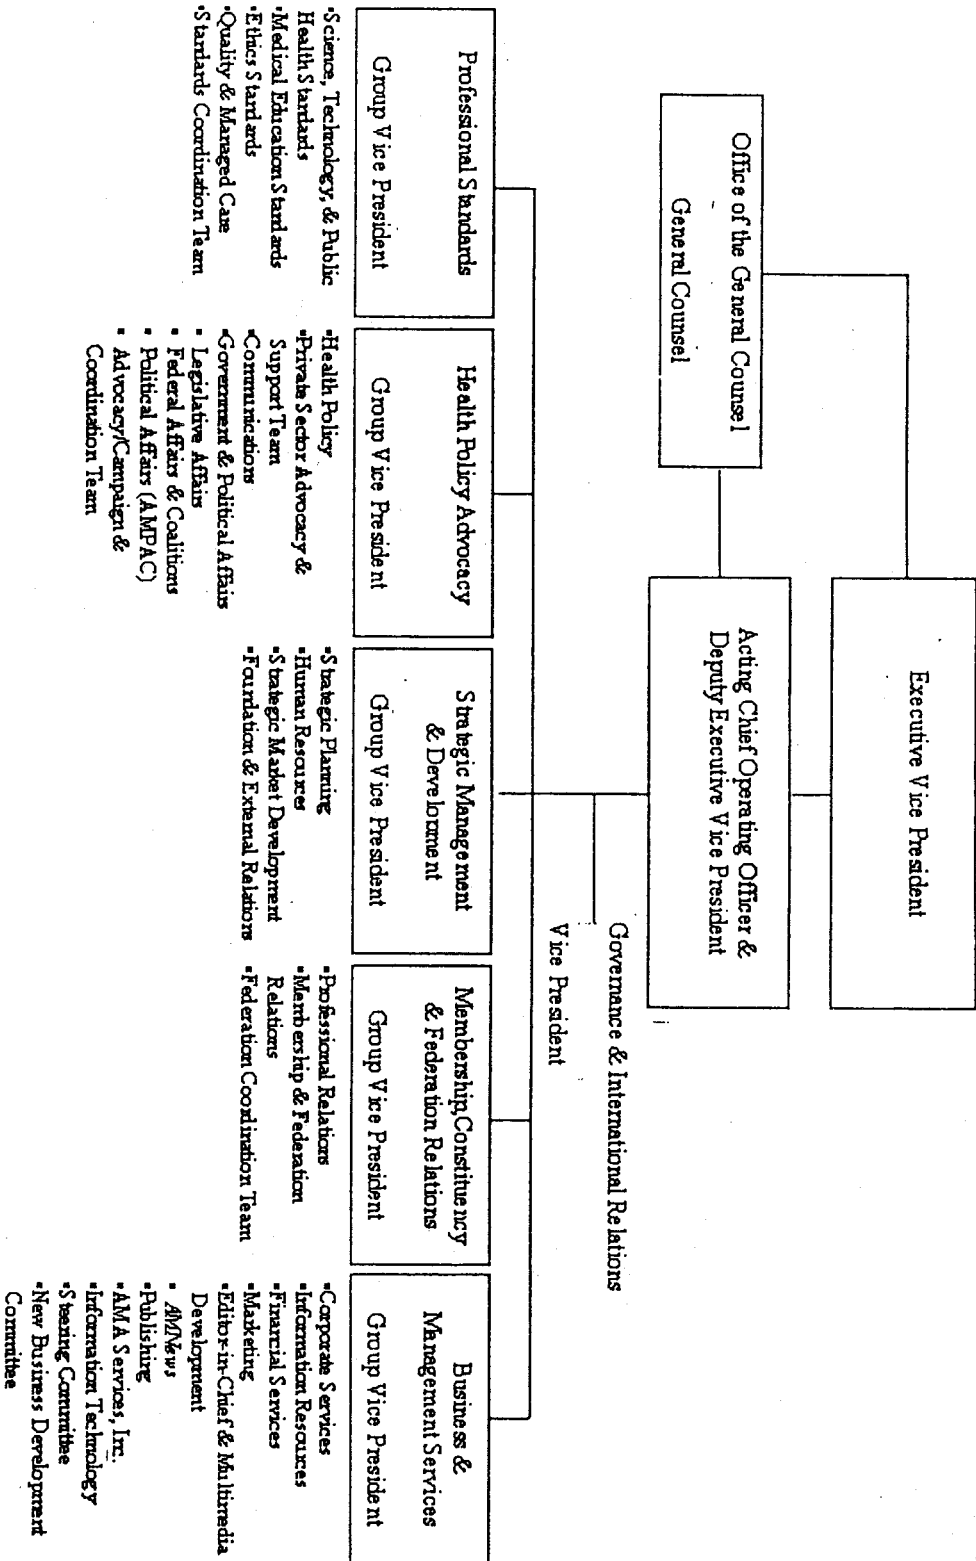 Executive Vice President
Office of the General Counsel
General Counsel
Acting Chief Operating Officer &
Deputy Executive Vice President
Governance & International Relations
Vice President
Professional Standards
Group Vice President
▪Science, Technology, & Public
Health Standards
▪Medical Education Standards
▪Ethics Standards
▪Quality & Managed Care
▪Standards Coordination Team
Health Policy Advocacy
Group Vice President
▪Health Policy
▪Private Sector Advocacy &
Support Team
▪Communications
▪Government & Political Affairs
▪ Legislative Affairs
▪ Federal Affairs & Coalitions
▪ Political Affairs (AMPAC)
▪ Advocacy/Campaign &
Coordination Team
Strategic Management
& Development
Group Vice President
▪Strategic Planning
▪Human Resources
▪Strategic Market Development
▪Foundation & External Relations
Membership,Constituency
& Federation Relations
Group Vice President
▪Professional Relations
▪Membership & Federation
Relations
▪Federation Coordination Team
Business &
Management Services
Group Vice President
▪Corporate Services
▪Information Resources
▪Financial Services
▪Marketing
▪Editor-in-Chief & Multimedia
Development
▪ AMNews
▪Publishing
▪AMA Services, Inc.
▪Information Technology
▪Steering Committee
▪New Business Development
Committee